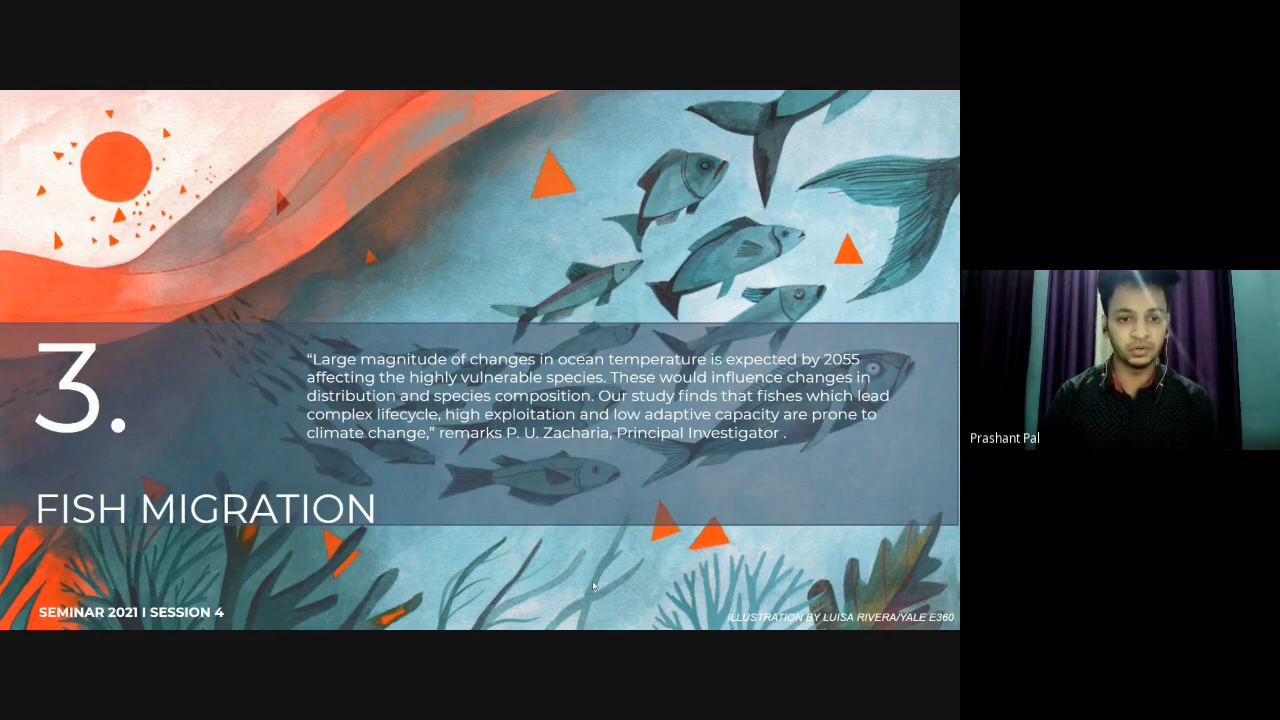 3.
“Large magnitude of changes in ocean temperature is expected by 2055
affecting the highly vulnerable species. These would influence changes in
distribution and species composition. Our study finds that fishes which lead
complex lifecycle, high exploitation and low adaptive capacity are prone to
climate change,” remarks P. U. Zacharia, Principal Investigator .
FISH MIGRATION
SEMINAR 2021 I SESSION 4
ILLUSTRATION BY LUISA RIVERA/YALE E360
Prashant Pal